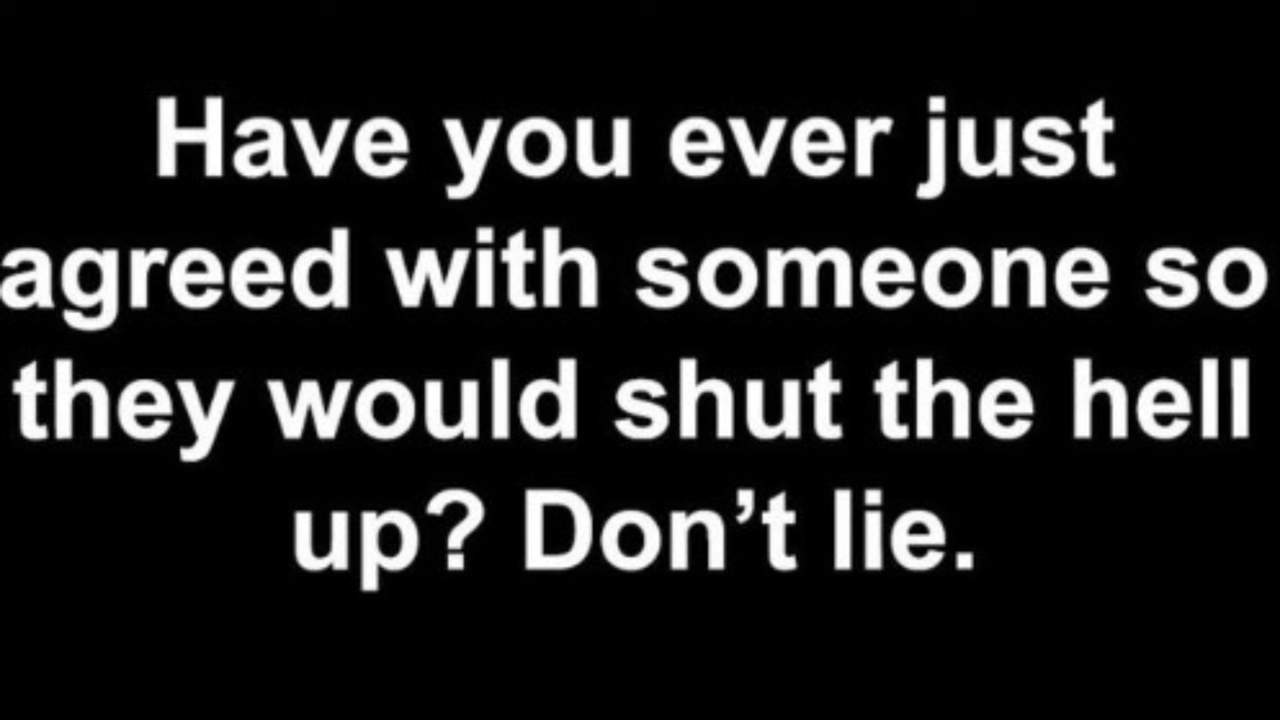 Have you ever just
agreed with someone so
they would shut the hell
up? Don’t lie.